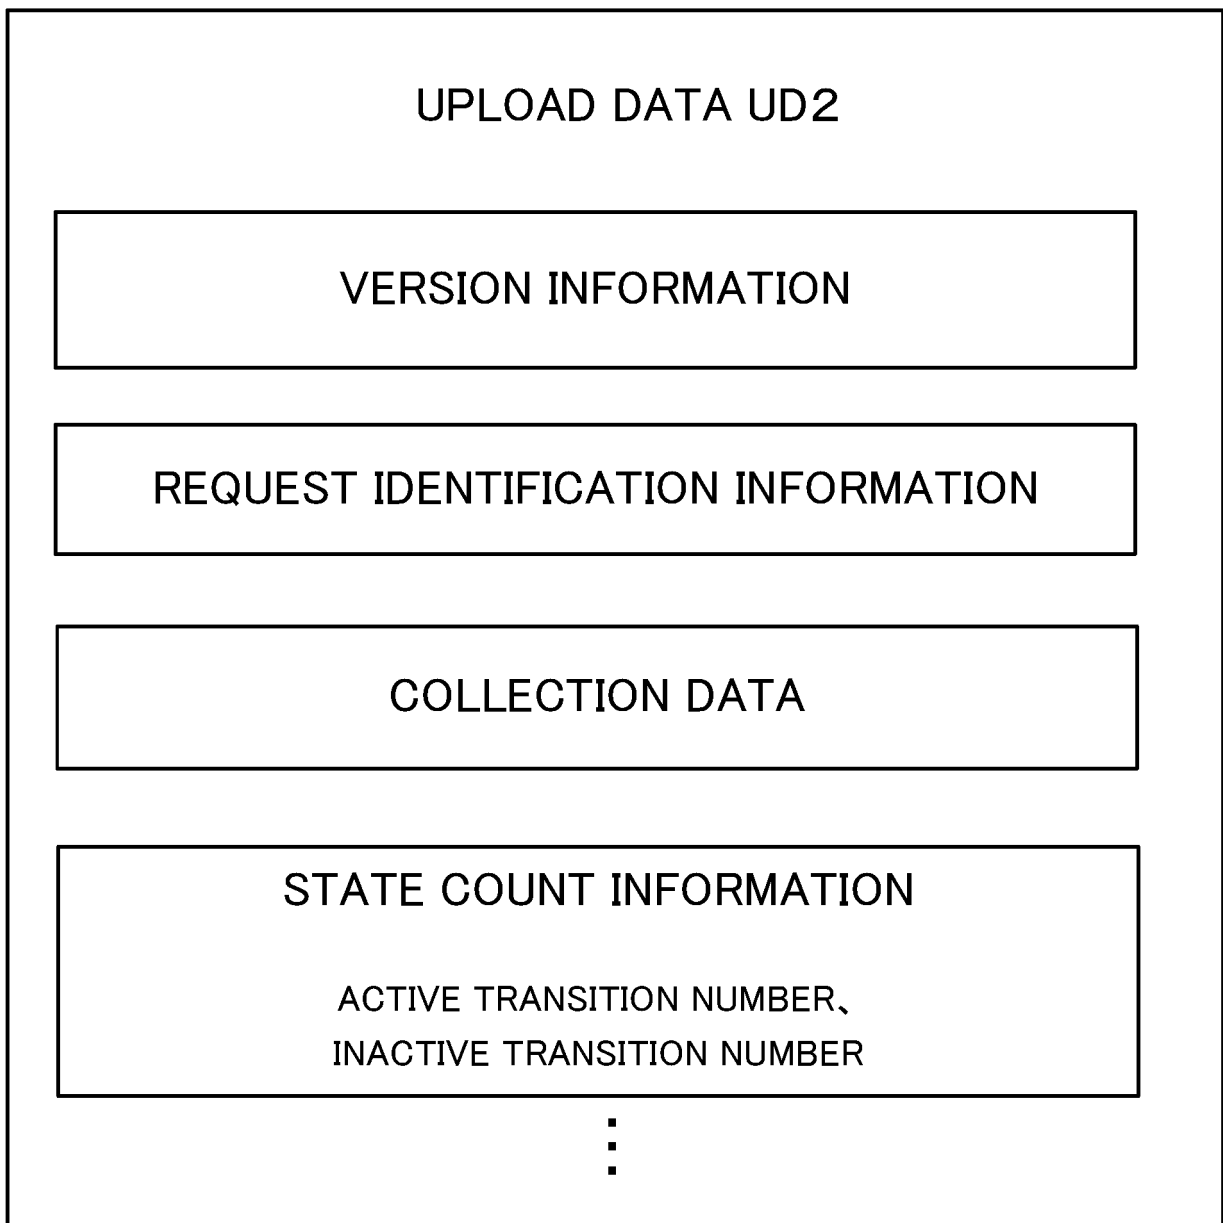 UPLOAD DATA UD2
VERSION INFORMATION
REQUEST IDENTIFICATION INFORMATION
COLLECTION DATA
STATE COUNT INFORMATION
ACTIVE TRANSITION NUMBER、
INACTIVE TRANSITION NUMBER
⋮